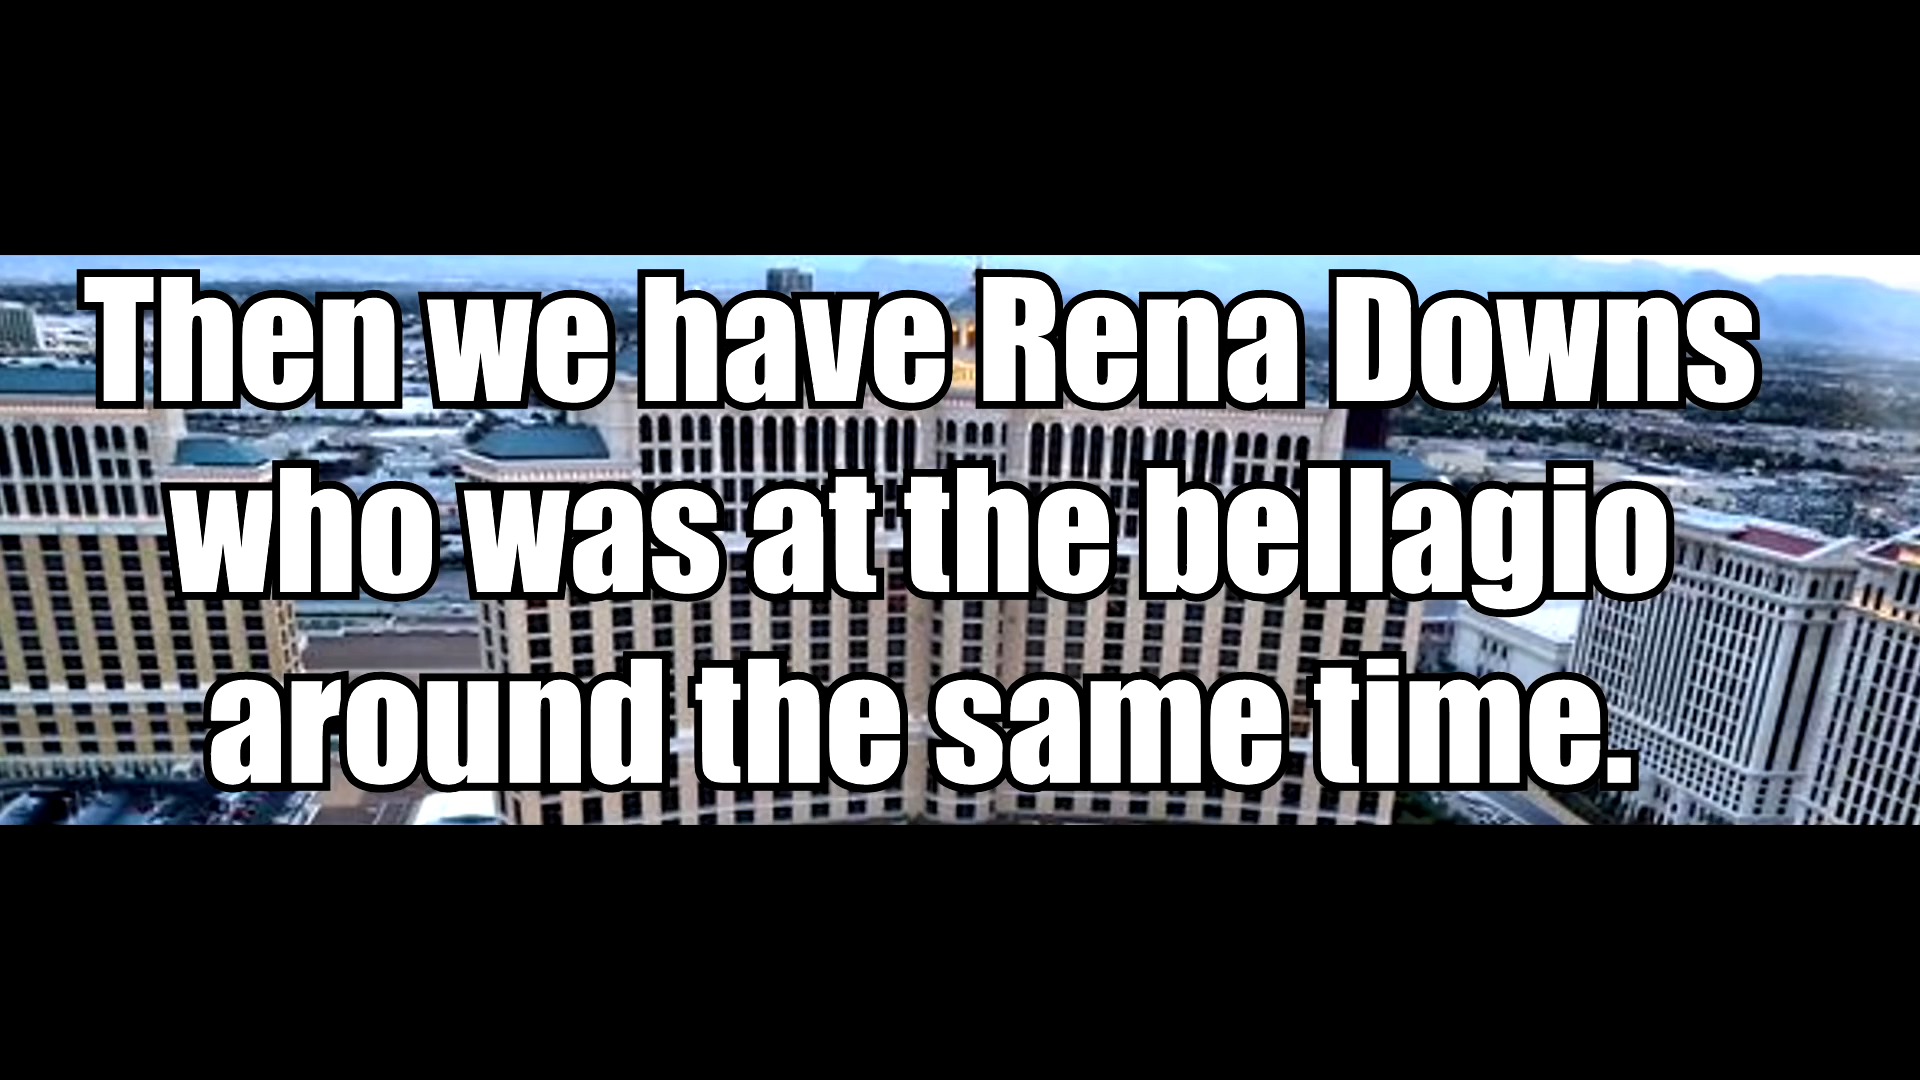 Then we have Rena Downs
who was at the bellagio
around the same time.